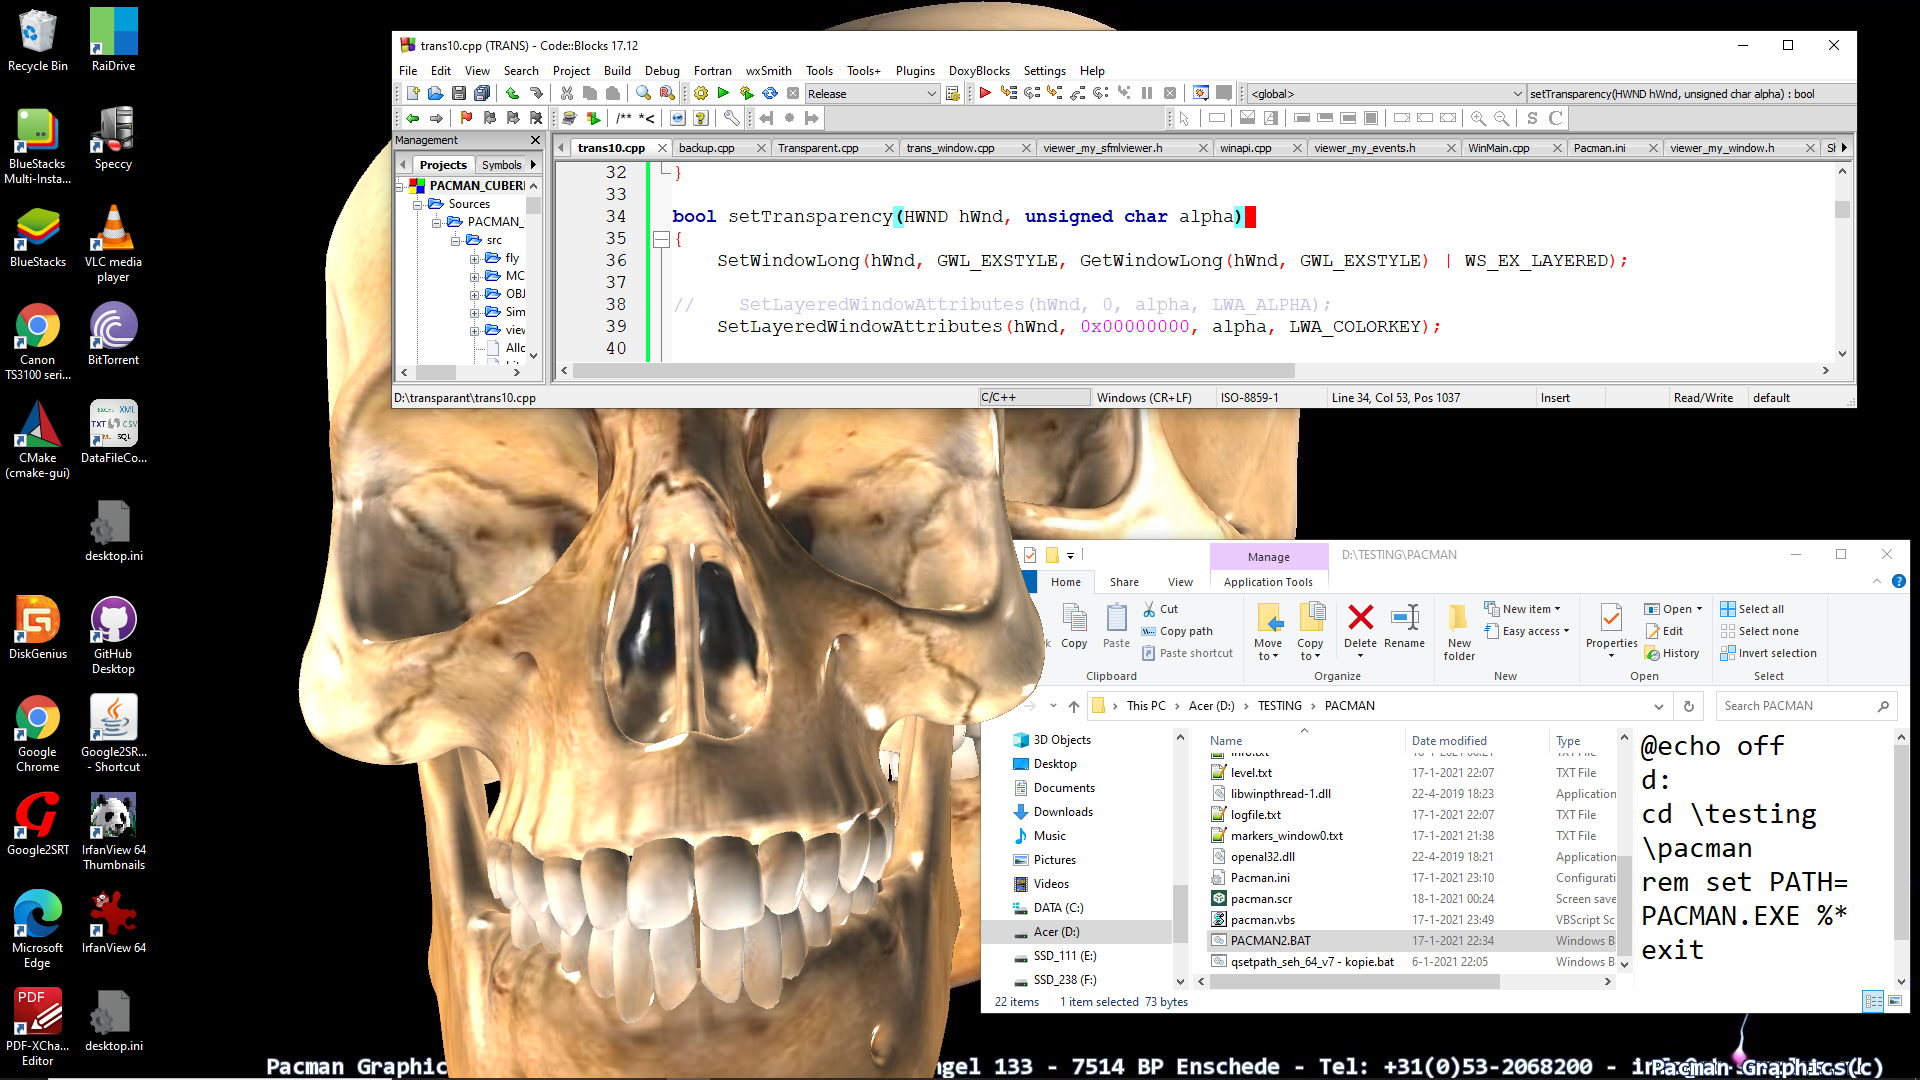 Recycle Bin
RaiDrive
BlueStacks Multi-Insta...
Speccy
BlueStacks
VLC media player
Canon TS3100 seri...
BitTorrent
CMake (cmake-gui)
DataFileCo...
desktop.ini
DiskGenius
GitHub Desktop
Google Chrome
Google2SR... - Shortcut
Google2SRT
IrfanView 64 Thumbnails
Microsoft Edge
IrfanView 64
PDF-XCha... Editor
desktop.ini
trans10.cpp (TRANS) - Code::Blocks 17.12
File Edit View Search Project Build Debug Fortran wxSmith Tools Tools+ Plugins DoxyBlocks Settings Help
Release
<global>
setTransparency(HWND hWnd, unsigned char alpha) : bool
/** *<
S C
Management
Projects Symbols
trans10.cpp backup.cpp Transparent.cpp trans_window.cpp viewer_my_sfmlviewer.h winapi.cpp viewer_my_events.h WinMain.cpp Pacman.ini viewer_my_window.h
PACMAN_CUBERI
Sources
PACMAN_
src
fly
MC
OBJ
Sim
view
Allc
32 }
33
34 bool setTransparency(HWND hWnd, unsigned char alpha)
35 {
36 SetWindowLong(hWnd, GWL_EXSTYLE, GetWindowLong(hWnd, GWL_EXSTYLE) | WS_EX_LAYERED);
37
38 // SetLayeredWindowAttributes(hWnd, 0, alpha, LWA_ALPHA);
39 SetLayeredWindowAttributes(hWnd, 0x00000000, alpha, LWA_COLORKEY);
40
D:\transparant\trans10.cpp C/C++ Windows (CR+LF) ISO-8859-1 Line 34, Col 53, Pos 1037 Insert Read/Write default
Manage D:\TESTING\PACMAN
Home Share View Application Tools
Copy
Paste
Cut
Copy path
Paste shortcut
Clipboard
Move to
Copy to
Delete
Rename
Organize
New folder
New item
Easy access
New
Properties
Open
Edit
History
Open
Select all
Select none
Invert selection
Select
This PC > Acer (D:) > TESTING > PACMAN
Search PACMAN
3D Objects
Desktop
Documents
Downloads
Music
Pictures
Videos
DATA (C:)
Acer (D:)
SSD_111 (E:)
SSD_238 (F:)
Name Date modified Type
level.txt 17-1-2021 22:07 TXT File
libwinpthread-1.dll 22-4-2019 18:23 Application
logfile.txt 17-1-2021 22:07 TXT File
markers_window0.txt 17-1-2021 21:38 TXT File
openal32.dll 22-4-2019 18:21 Application
Pacman.ini 17-1-2021 23:10 Configurati
pacman.scr 18-1-2021 00:24 Screen save
pacman.vbs 17-1-2021 23:49 VBScript Sc
PACMAN2.BAT 17-1-2021 22:34 Windows B
qsetpath_seh_64_v7 - kopie.bat 6-1-2021 22:05 Windows B
22 items 1 item selected 73 bytes
@echo off
d:
cd \testing
\pacman
rem set PATH=
PACMAN.EXE %*
exit
Pacman Graphic
ngel 133 - 7514 BP Enschede - Tel: +31(0)53-2068200 -
Pacman Graphics(c)